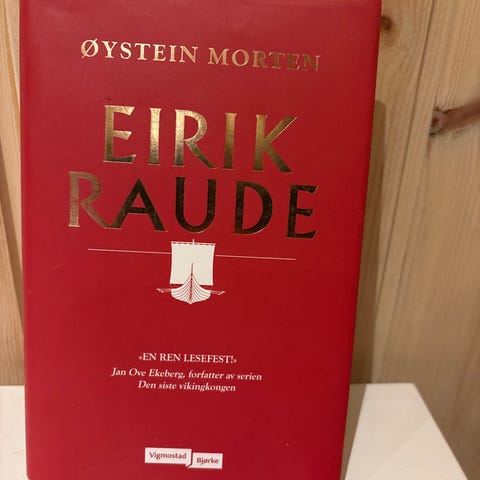 ØYSTEIN MORTEN
EIRIK
RAUDE
«EN REN LESEFEST!»
Jan Ove Ekeberg, forfatter av serien
Den siste vikingkongen
Vigmostad Bjørke